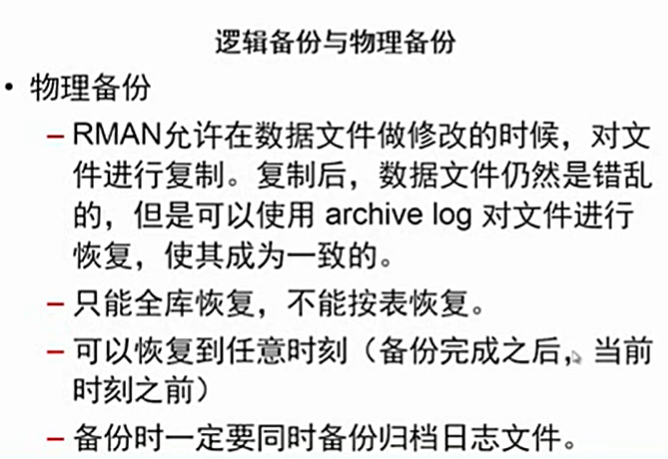 逻辑备份与物理备份
• 物理备份
– RMAN允许在数据文件做修改的时候，对文
件进行复制。复制后，数据文件仍然是错乱
的，但是可以使用 archive log 对文件进行
恢复，使其成为一致的。
– 只能全库恢复，不能按表恢复。
– 可以恢复到任意时刻（备份完成之后，当前
时刻之前）
– 备份时一定要同时备份归档日志文件。